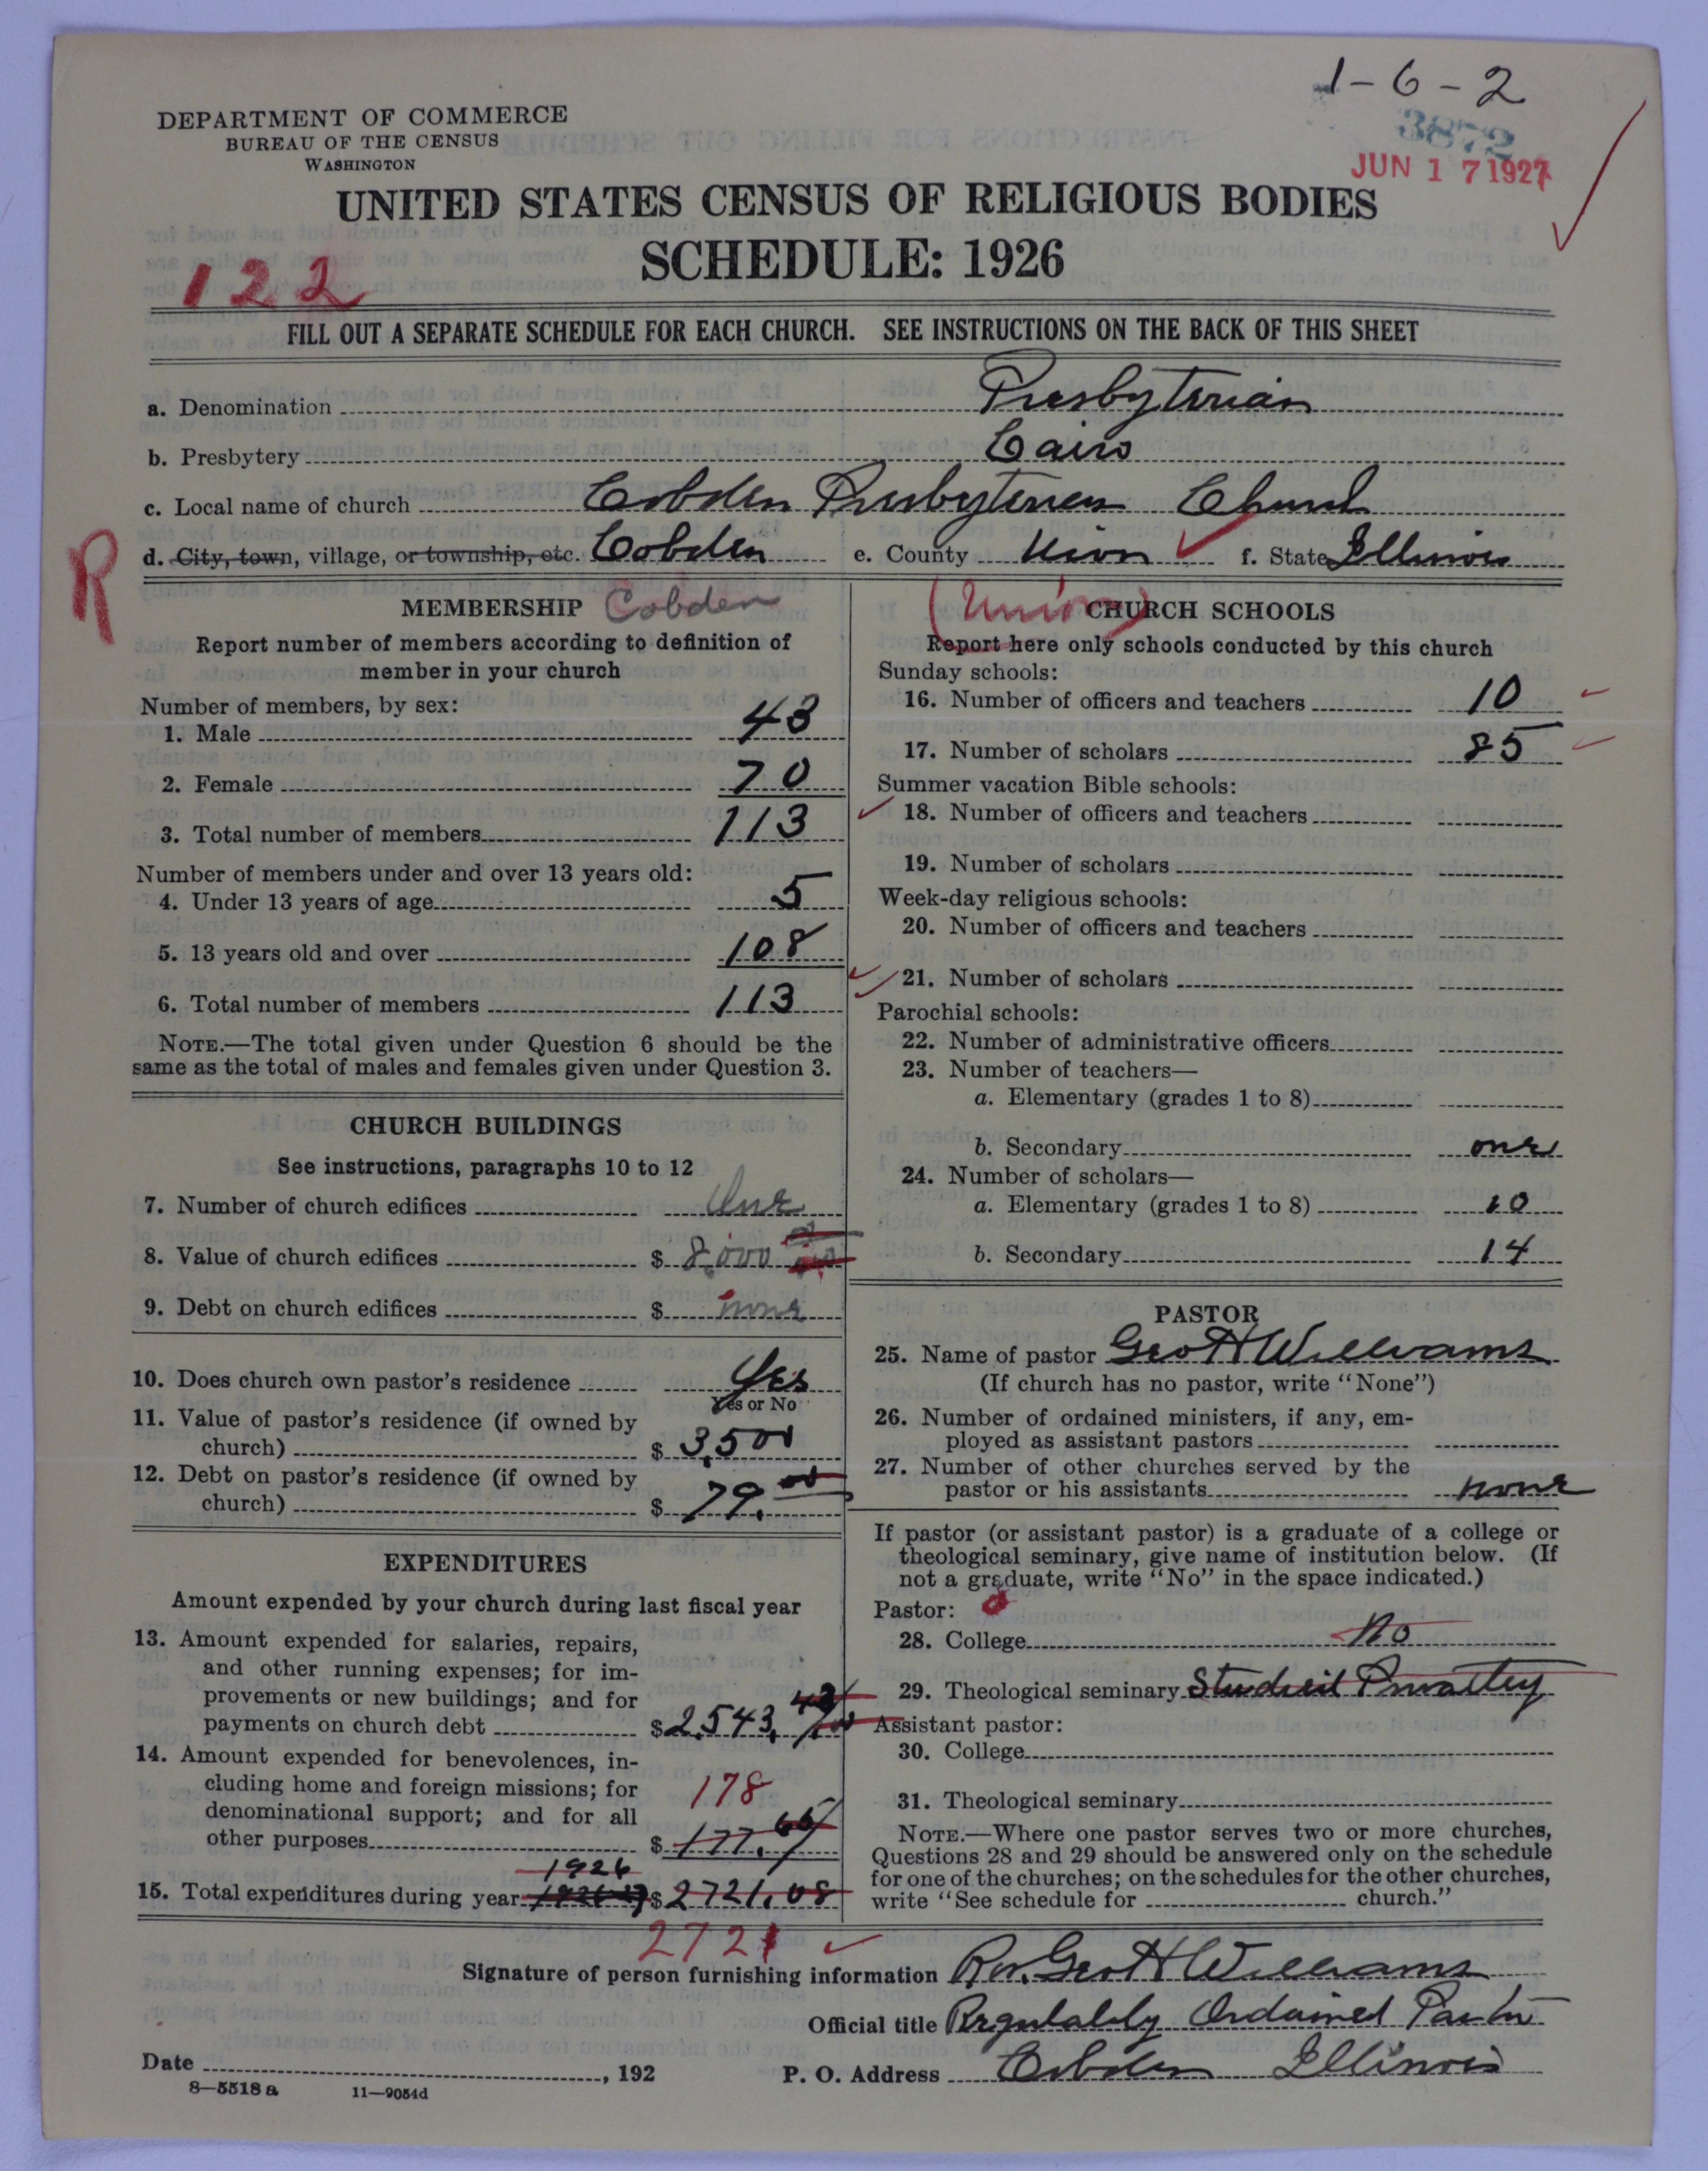 1-6-2
3872
JUN 17 1927
DEPARTMENT OF COMMERCE
BUREAU OF THE CENSUS
WASHINGTON
UNITED STATES CENSUS OF RELIGIOUS BODIES
SCHEDULE: 1926
122
FILL OUT A SEPARATE SCHEDULE FOR EACH CHURCH. SEE INSTRUCTIONS ON THE BACK OF THIS SHEET
a. Denomination Presbyterian
b. Presbytery Cairo
c. Local name of church Cobden Presbyterian Church
R
d. City, town, village, or township, etc. Cobden e. County Union f. State Illinois
MEMBERSHIP Cobden
Report number of members according to definition of
member in your church
Number of members, by sex:
1. Male 43
2. Female 70
3. Total number of members 113
Number of members under and over 13 years old:
4. Under 13 years of age 5
5. 13 years old and over 108
6. Total number of members 113
NOTE.—The total given under Question 6 should be the
same as the total of males and females given under Question 3.
CHURCH BUILDINGS
See instructions, paragraphs 10 to 12
7. Number of church edifices One
8. Value of church edifices $ 8,000
9. Debt on church edifices $ none
10. Does church own pastor's residence Yes
Yes or No
11. Value of pastor's residence (if owned by
church) $ 3,500
12. Debt on pastor's residence (if owned by
church) $ 79.00
EXPENDITURES
Amount expended by your church during last fiscal year
13. Amount expended for salaries, repairs,
and other running expenses; for im-
provements or new buildings; and for
payments on church debt $ 2,543.43
14. Amount expended for benevolences, in-
cluding home and foreign missions; for
denominational support; and for all
other purposes $ 177.65
178
1926
15. Total expenditures during year $ 2721.08
2721
(Union) CHURCH SCHOOLS
Report here only schools conducted by this church
Sunday schools:
16. Number of officers and teachers 10
17. Number of scholars 85
Summer vacation Bible schools:
18. Number of officers and teachers
19. Number of scholars
Week-day religious schools:
20. Number of officers and teachers
21. Number of scholars
Parochial schools:
22. Number of administrative officers
23. Number of teachers—
a. Elementary (grades 1 to 8)
b. Secondary one
24. Number of scholars—
a. Elementary (grades 1 to 8) 10
b. Secondary 14
PASTOR
25. Name of pastor Geo H Williams
(If church has no pastor, write "None")
26. Number of ordained ministers, if any, em-
ployed as assistant pastors
27. Number of other churches served by the
pastor or his assistants none
If pastor (or assistant pastor) is a graduate of a college or
theological seminary, give name of institution below. (If
not a graduate, write "No" in the space indicated.)
Pastor:
28. College No
29. Theological seminary Studied Privatley
Assistant pastor:
30. College
31. Theological seminary
NOTE.—Where one pastor serves two or more churches,
Questions 28 and 29 should be answered only on the schedule
for one of the churches; on the schedules for the other churches,
write "See schedule for church."
Signature of person furnishing information Rev. Geo H Williams
Official title Regulably Ordained Pastor
Date , 192 P. O. Address Cobden Illinois
8—5518 a 11—9054d